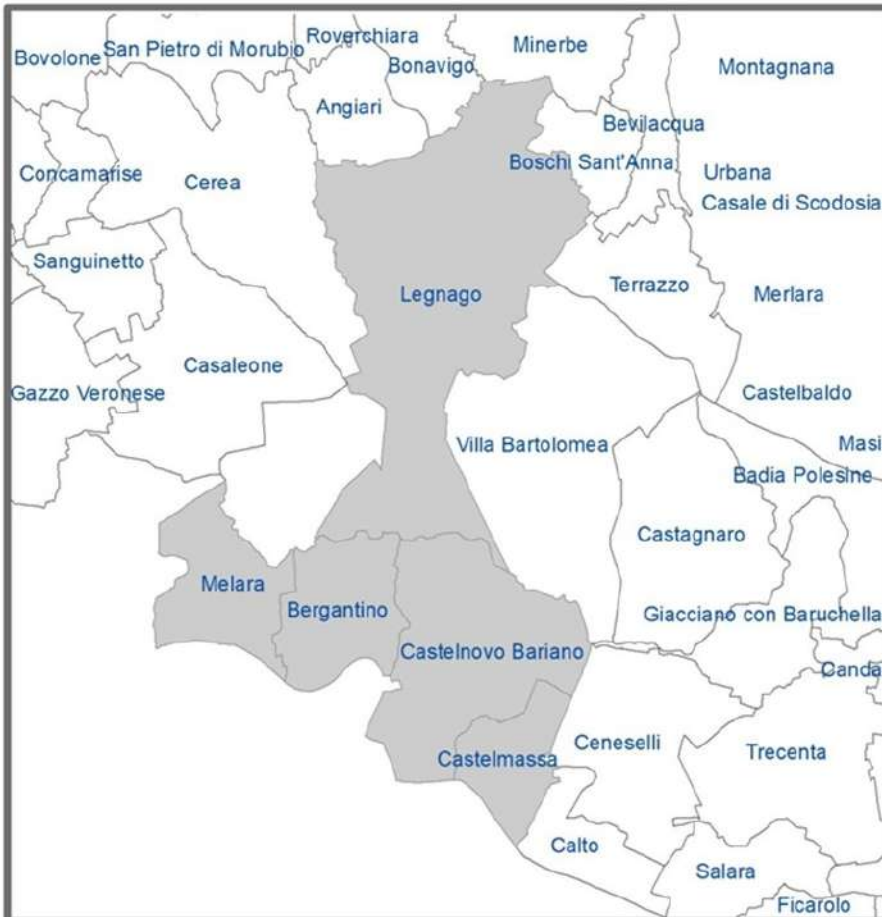 Roverchiara
San Pietro di Morubio
Minerbe
Bovolone
Bonavigo
Montagnana
Angiari
Bevilacqua
Boschi Sant'Anna
Concamarise
Cerea
Urbana
Casale di Scodosia
Sanguinetto
Terrazzo
Legnago
Merlara
Casaleone
Gazzo Veronese
Castelbaldo
Villa Bartolomea
Masi
Badia Polesine
Castagnaro
Melara
Bergantino
Giacciano con Baruchella
Castelnovo Bariano
Canda
Ceneselli
Trecenta
Castelmassa
Calto
Salara
Ficarolo